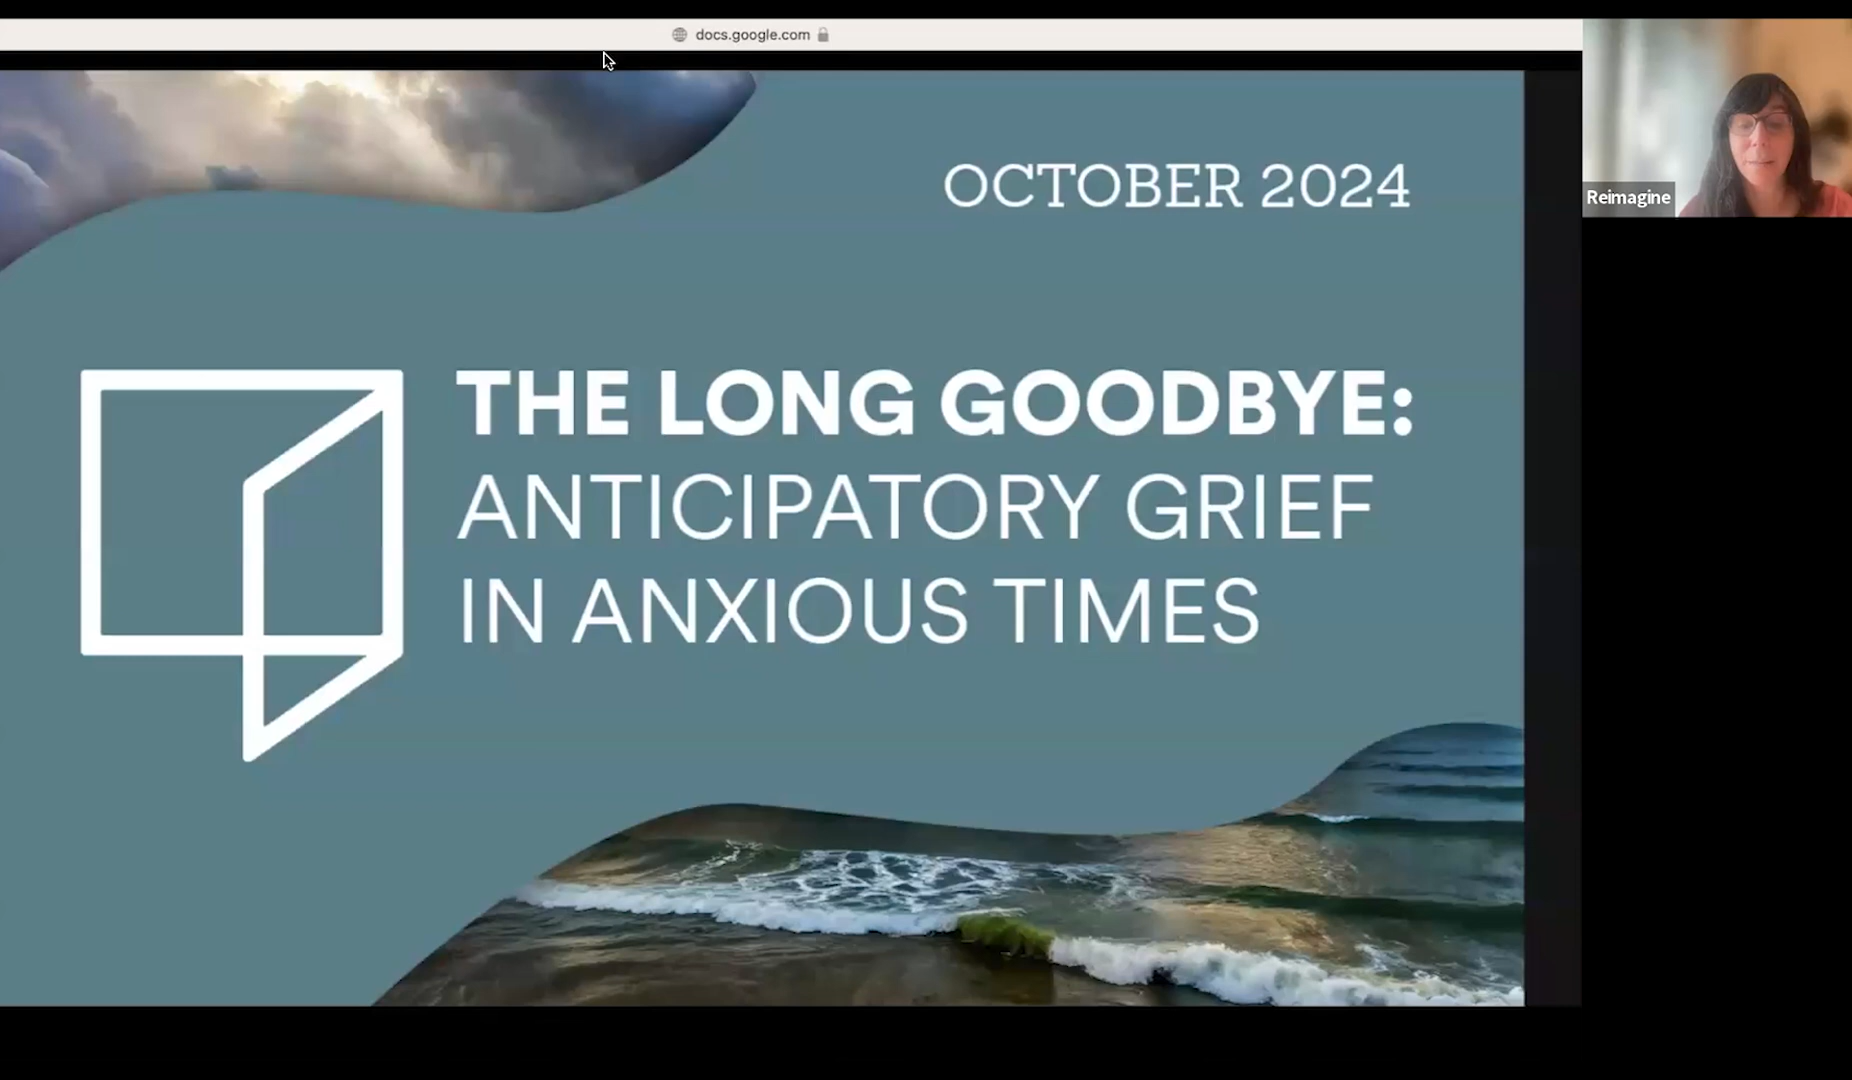 docs.google.com
OCTOBER 2024
Reimagine
THE LONG GOODBYE:
ANTICIPATORY GRIEF
IN ANXIOUS TIMES